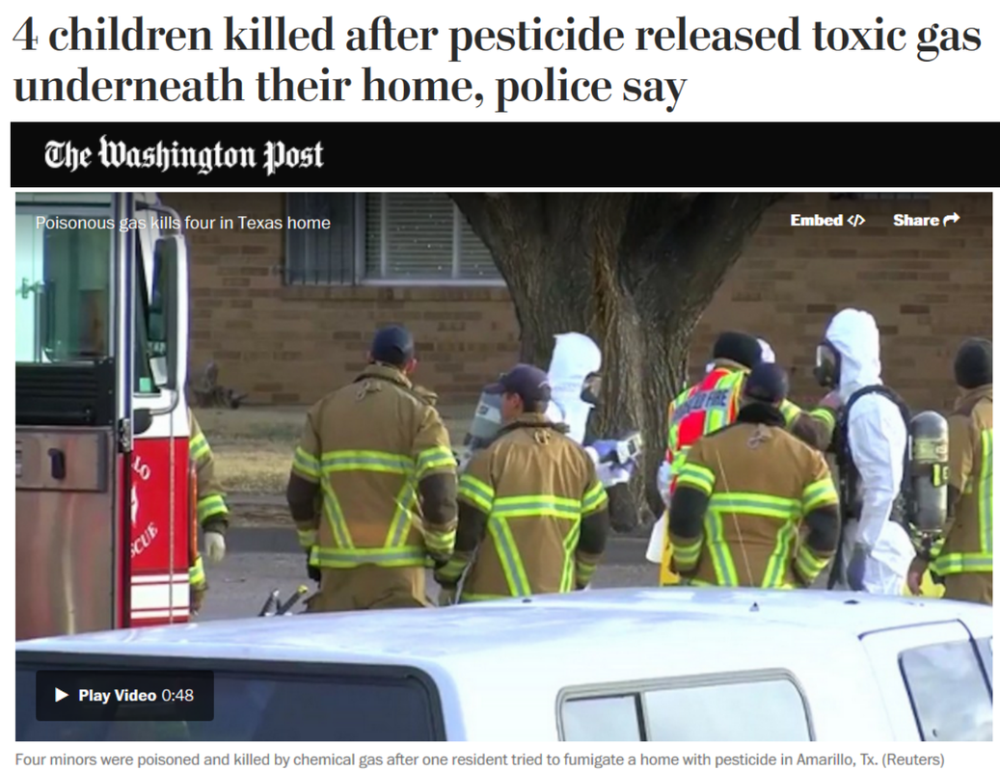 4 children killed after pesticide released toxic gas
underneath their home, police say
The Washington Post
Poisonous gas kills four in Texas home
Embed </>
Share
LO
SCUE
FIRE
Play Video 0:48
Four minors were poisoned and killed by chemical gas after one resident tried to fumigate a home with pesticide in Amarillo, Tx. (Reuters)